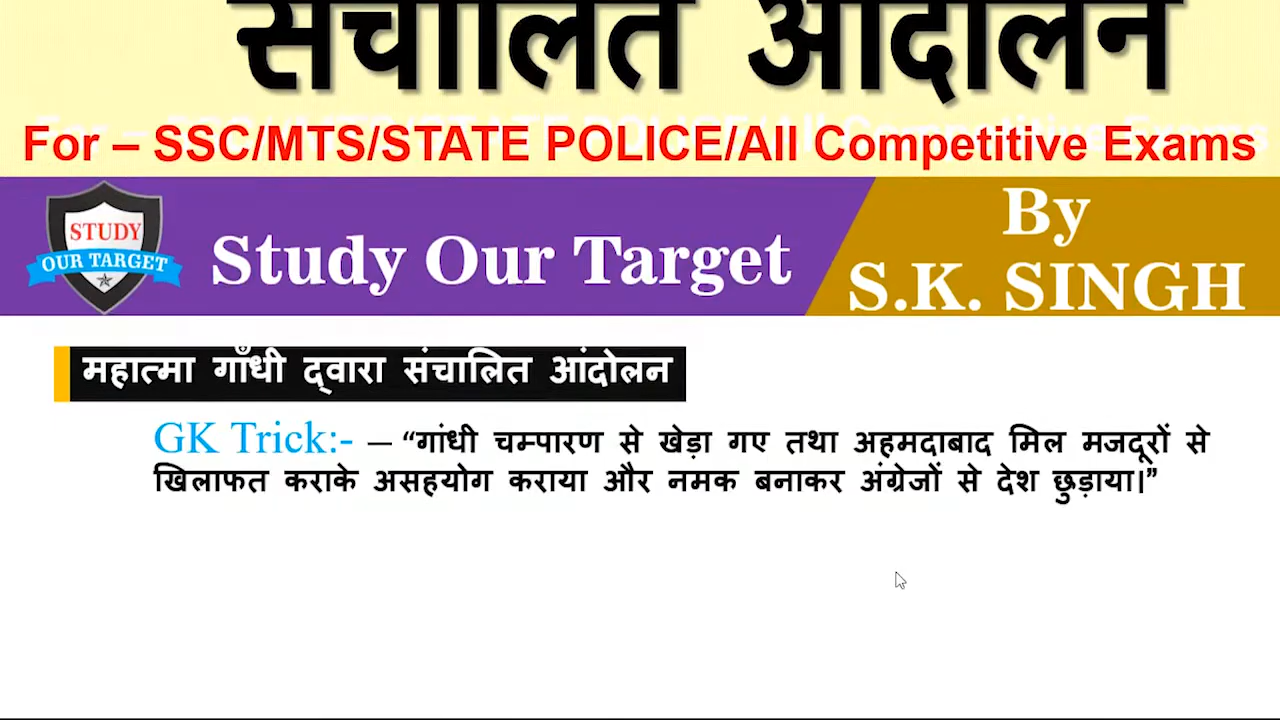 संचालित आंदोलन
For – SSC/MTS/STATE POLICE/All Competitive Exams
STUDY
OUR TARGET
Study Our Target
By
S.K. SINGH
महात्मा गाँधी द्वारा संचालित आंदोलन
GK Trick:- – “गांधी चम्पारण से खेड़ा गए तथा अहमदाबाद मिल मजदूरों से
खिलाफत कराके असहयोग कराया और नमक बनाकर अंग्रेजों से देश छुड़ाया।”